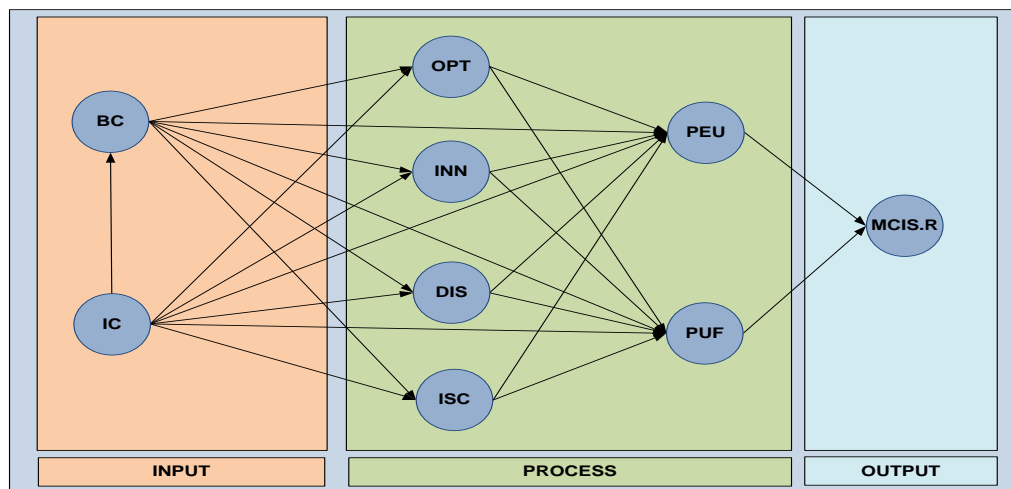 OPT
BC
PEU
INN
MCIS.R
DIS
IC
PUF
ISC
INPUT
PROCESS
OUTPUT